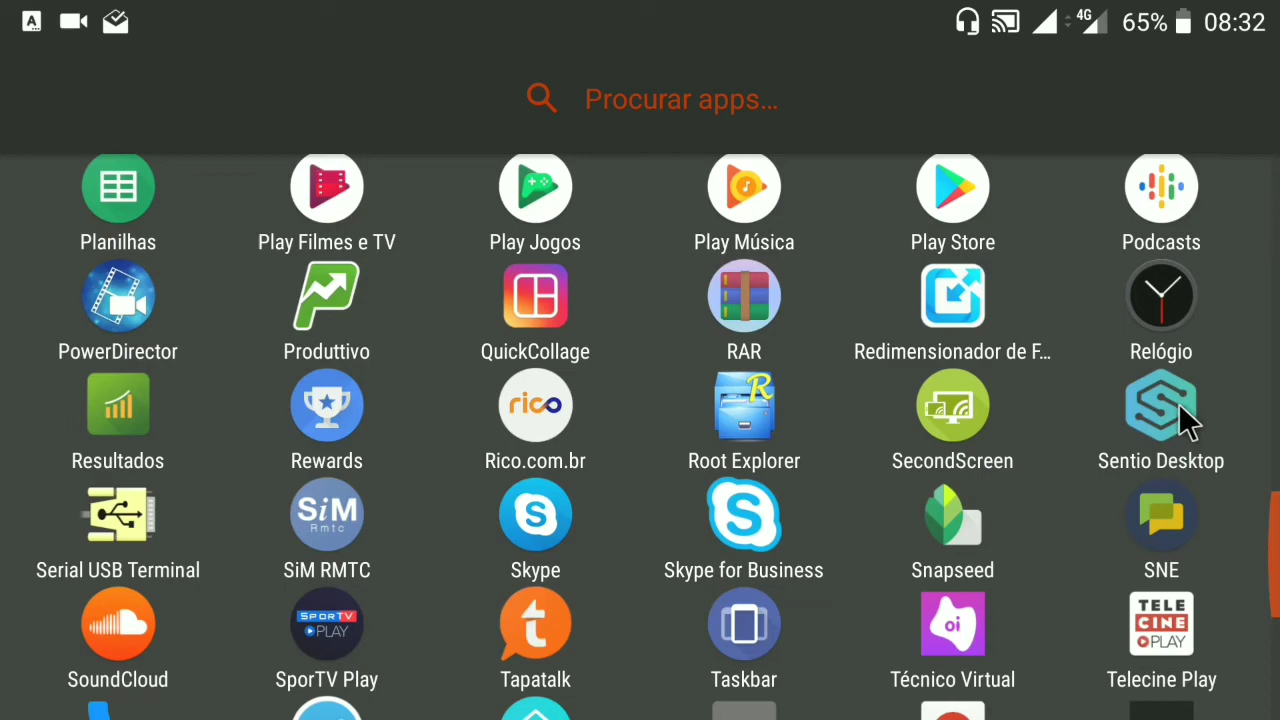 A
4G 65% 08:32
Procurar apps...
Planilhas Play Filmes e TV Play Jogos Play Música Play Store Podcasts
PowerDirector Produttivo QuickCollage RAR Redimensionador de F... Relógio
rico
R
Resultados Rewards Rico.com.br Root Explorer SecondScreen Sentio Desktop
SiM
Rmtc
Serial USB Terminal SiM RMTC Skype Skype for Business Snapseed SNE
SPORTV
PLAY
oi
TELE
CINE
PLAY
SoundCloud SporTV Play Tapatalk Taskbar Técnico Virtual Telecine Play